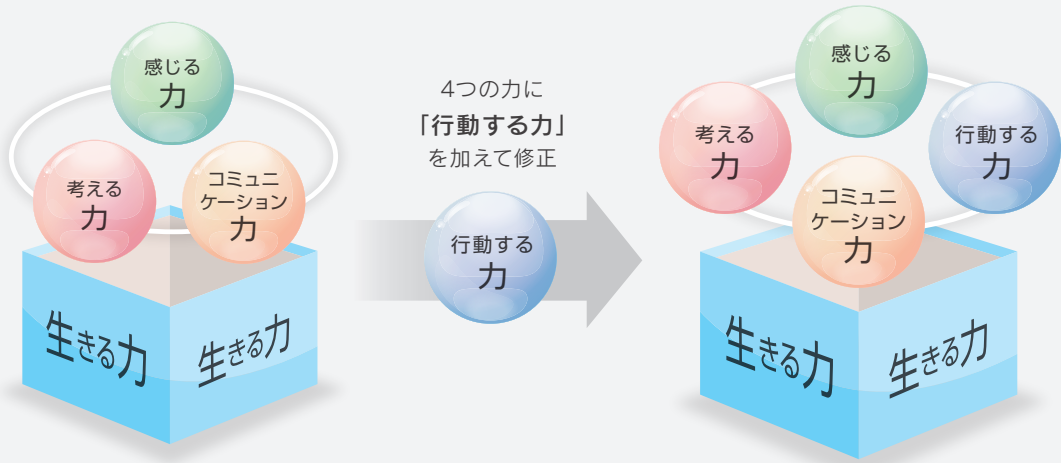 感じる
力
考える
力
コミュニ
ケーション
力
生きる力
生きる力
4つの力に
「行動する力」
を加えて修正
行動する
力
感じる
力
考える
力
行動する
力
コミュニ
ケーション
力
生きる力
生きる力